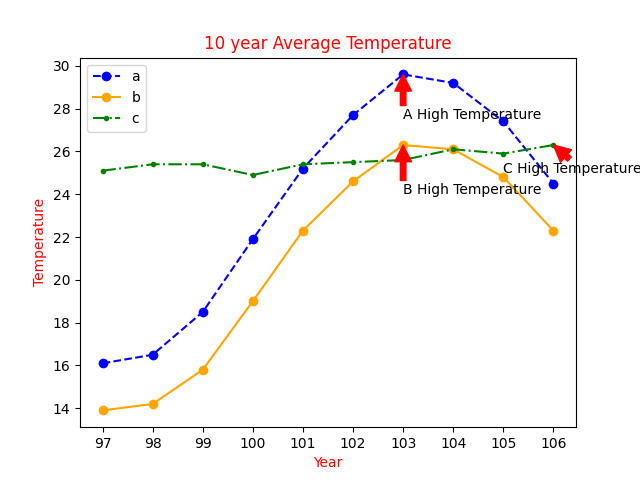 10 year Average Temperature
a
b
c
Temperature
30
28
26
24
22
20
18
16
14
A High Temperature
B High Temperature
C High Temperature
97 98 99 100 101 102 103 104 105 106
Year